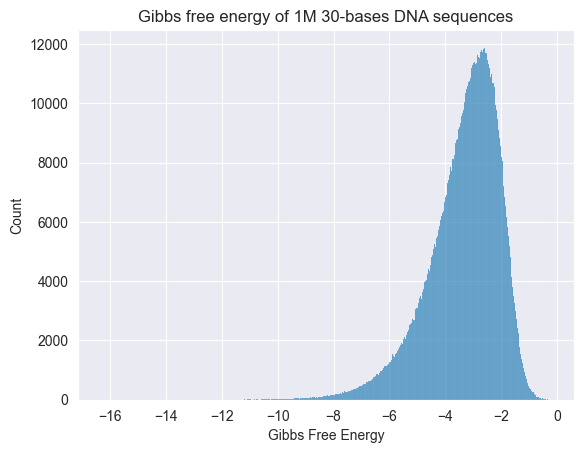 Gibbs free energy of 1M 30-bases DNA sequences
12000
10000
8000
6000
4000
2000
0
Count
−16 −14 −12 −10 −8 −6 −4 −2 0
Gibbs Free Energy